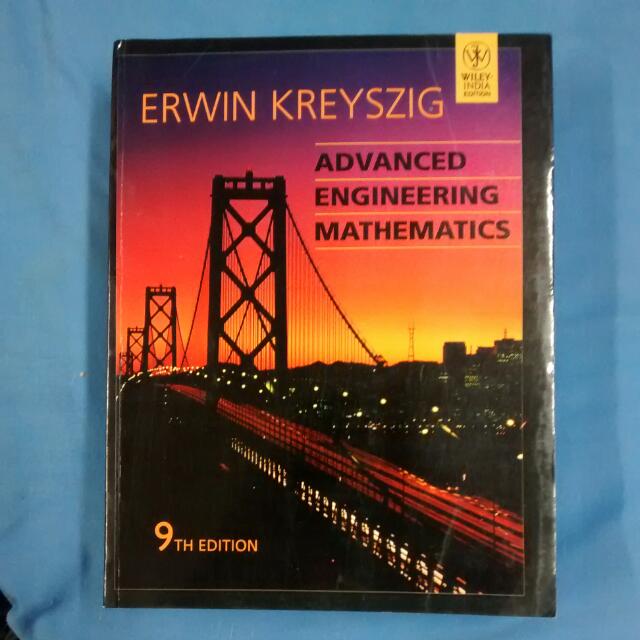 WILEY-
INDIA
EDITION
ERWIN KREYSZIG
ADVANCED
ENGINEERING
MATHEMATICS
9TH EDITION